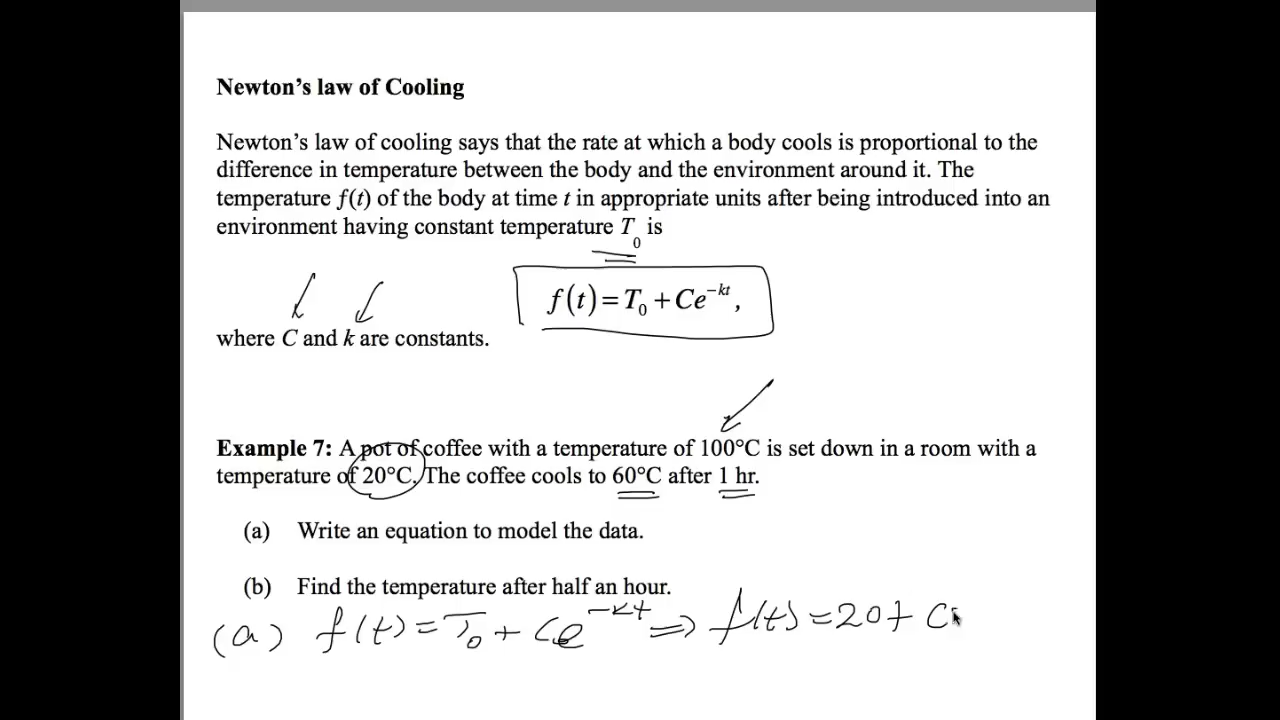 Newton’s law of Cooling
Newton’s law of cooling says that the rate at which a body cools is proportional to the
difference in temperature between the body and the environment around it. The
temperature f(t) of the body at time t in appropriate units after being introduced into an
environment having constant temperature T₀ is
f(t) = T₀ + Ce⁻ᵏᵗ,
where C and k are constants.
Example 7: A pot of coffee with a temperature of 100°C is set down in a room with a
temperature of 20°C. The coffee cools to 60°C after 1 hr.
(a) Write an equation to model the data.
(b) Find the temperature after half an hour.
(a) f(t) = T₀ + Ce⁻ᵏᵗ ⇒ f(t) = 20 + C